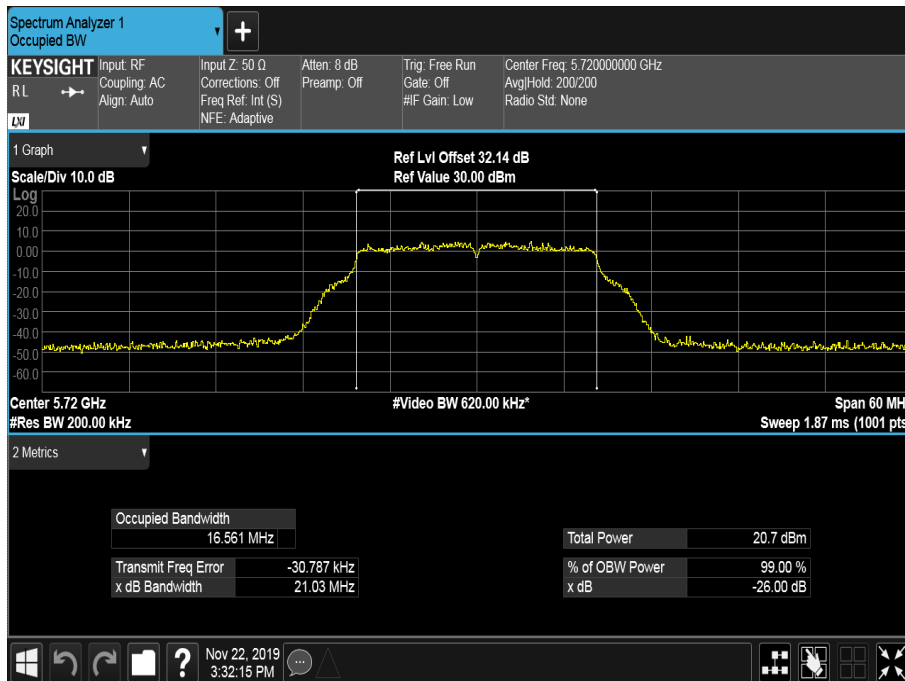 Spectrum Analyzer 1
Occupied BW
+
KEYSIGHT
RL
LXI
Input: RF
Coupling: AC
Align: Auto
Input Z: 50 Ω
Corrections: Off
Freq Ref: Int (S)
NFE: Adaptive
Atten: 8 dB
Preamp: Off
Trig: Free Run
Gate: Off
#IF Gain: Low
Center Freq: 5.720000000 GHz
Avg|Hold: 200/200
Radio Std: None
1 Graph
Scale/Div 10.0 dB
Ref Lvl Offset 32.14 dB
Ref Value 30.00 dBm
Log
20.0
10.0
0.00
-10.0
-20.0
-30.0
-40.0
-50.0
-60.0
Center 5.72 GHz
#Video BW 620.00 kHz*
Span 60 MH
#Res BW 200.00 kHz
Sweep 1.87 ms (1001 pts
2 Metrics
Occupied Bandwidth
16.561 MHz
Total Power 20.7 dBm
Transmit Freq Error -30.787 kHz
% of OBW Power 99.00 %
x dB Bandwidth 21.03 MHz
x dB -26.00 dB
?
Nov 22, 2019
3:32:15 PM